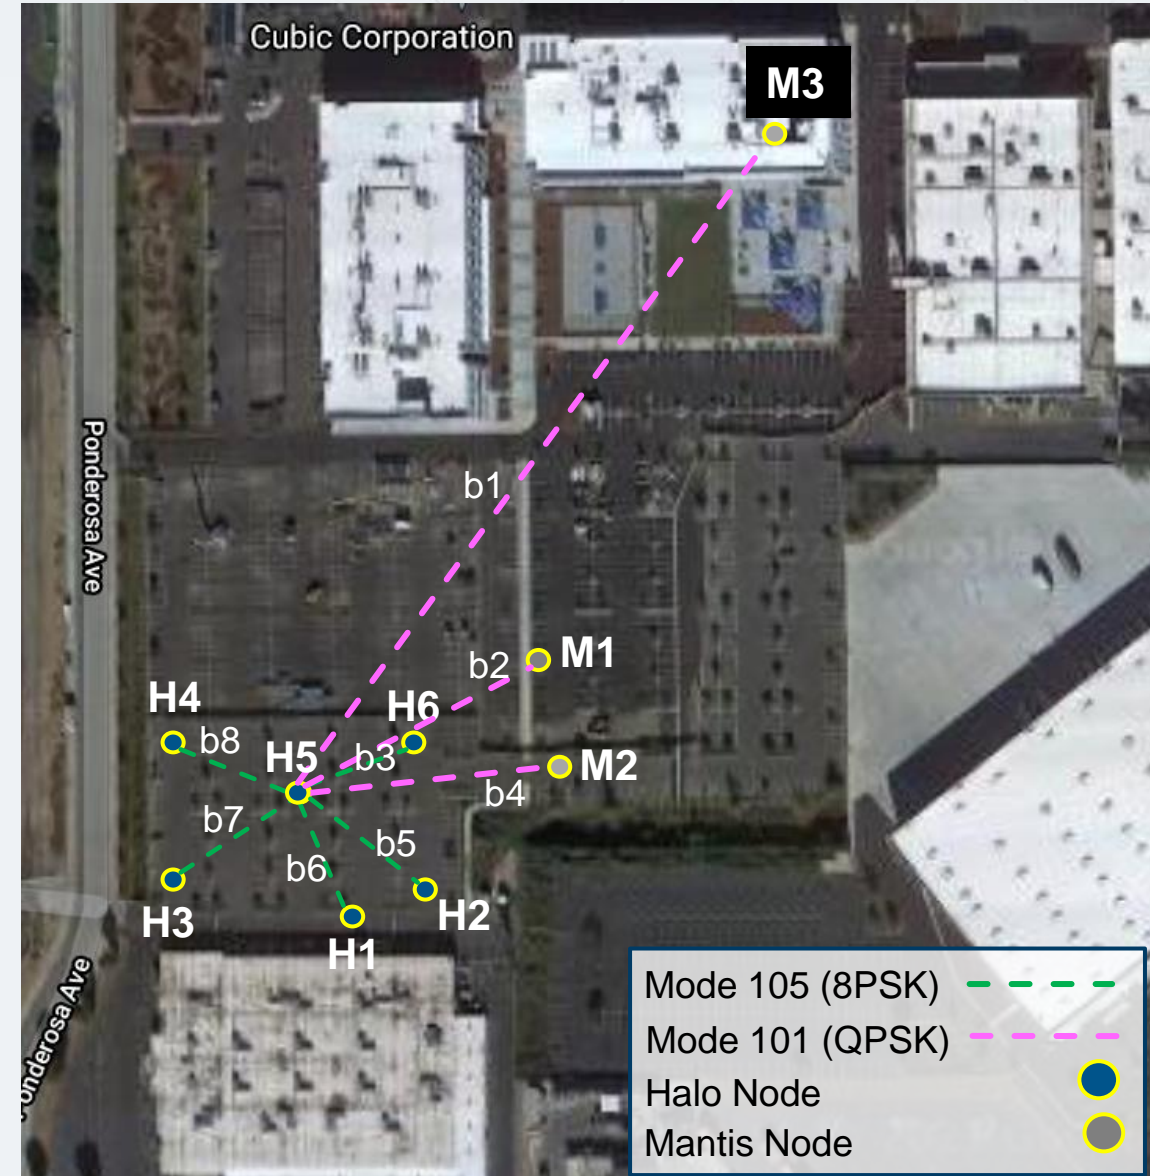 Cubic Corporation
M3
Ponderosa Ave
b1
b2
M1
H4
H6
b8
H5
b3
M2
b4
b7
b5
b6
H3
H2
H1
Ponderosa Ave
Mode 105 (8PSK)
Mode 101 (QPSK)
Halo Node
Mantis Node